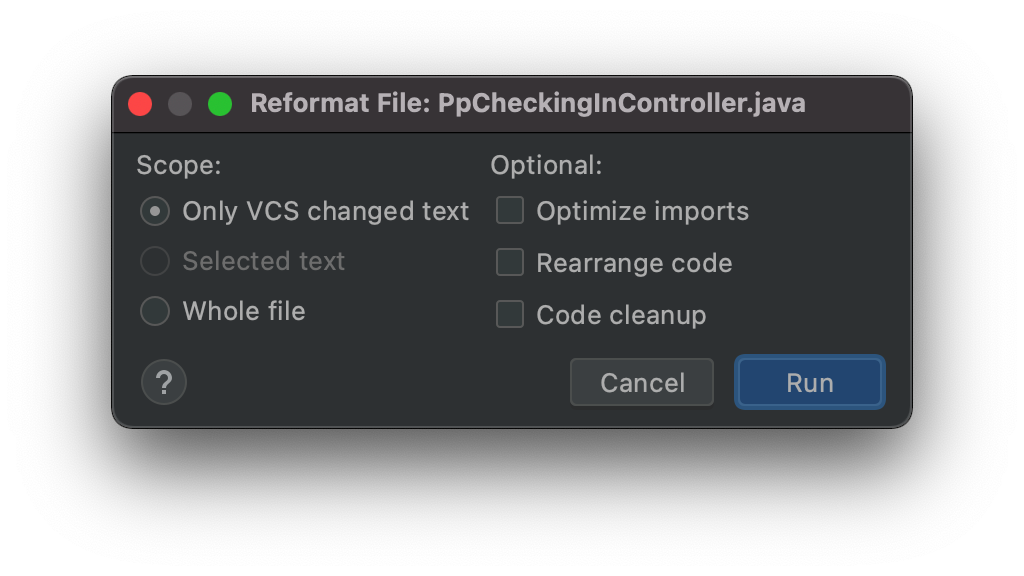 Reformat File: PpCheckingInController.java
Scope:
Only VCS changed text
Selected text
Whole file
Optional:
Optimize imports
Rearrange code
Code cleanup
?
Cancel
Run